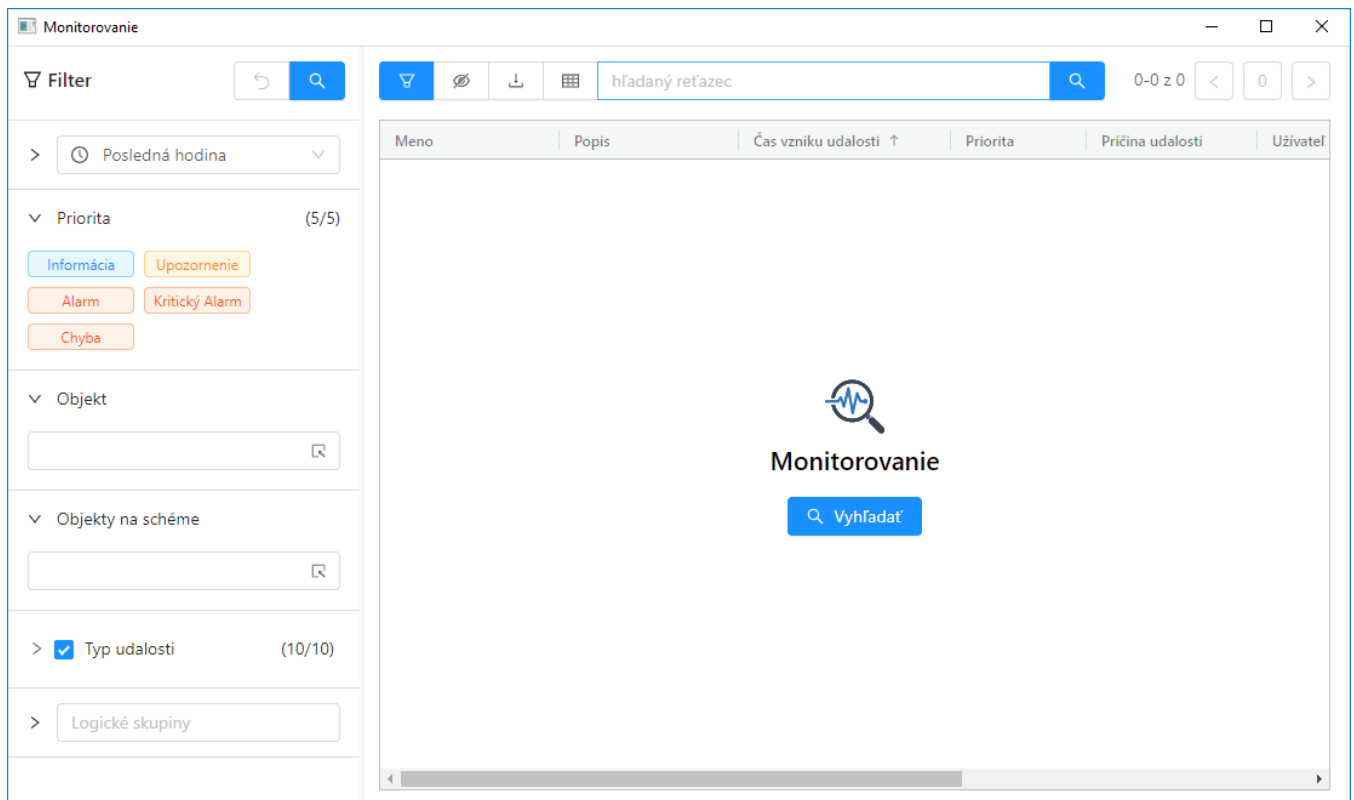 Monitorovanie
Filter
hľadaný reťazec
0-0 z 0
<
0
>
Posledná hodina
Meno Popis Čas vzniku udalosti ↑ Priorita Príčina udalosti Užívateľ
Priorita (5/5)
Informácia Upozornenie
Alarm Kritický Alarm
Chyba
Objekt
Objekty na schéme
Typ udalosti (10/10)
Logické skupiny
Monitorovanie
Vyhľadať